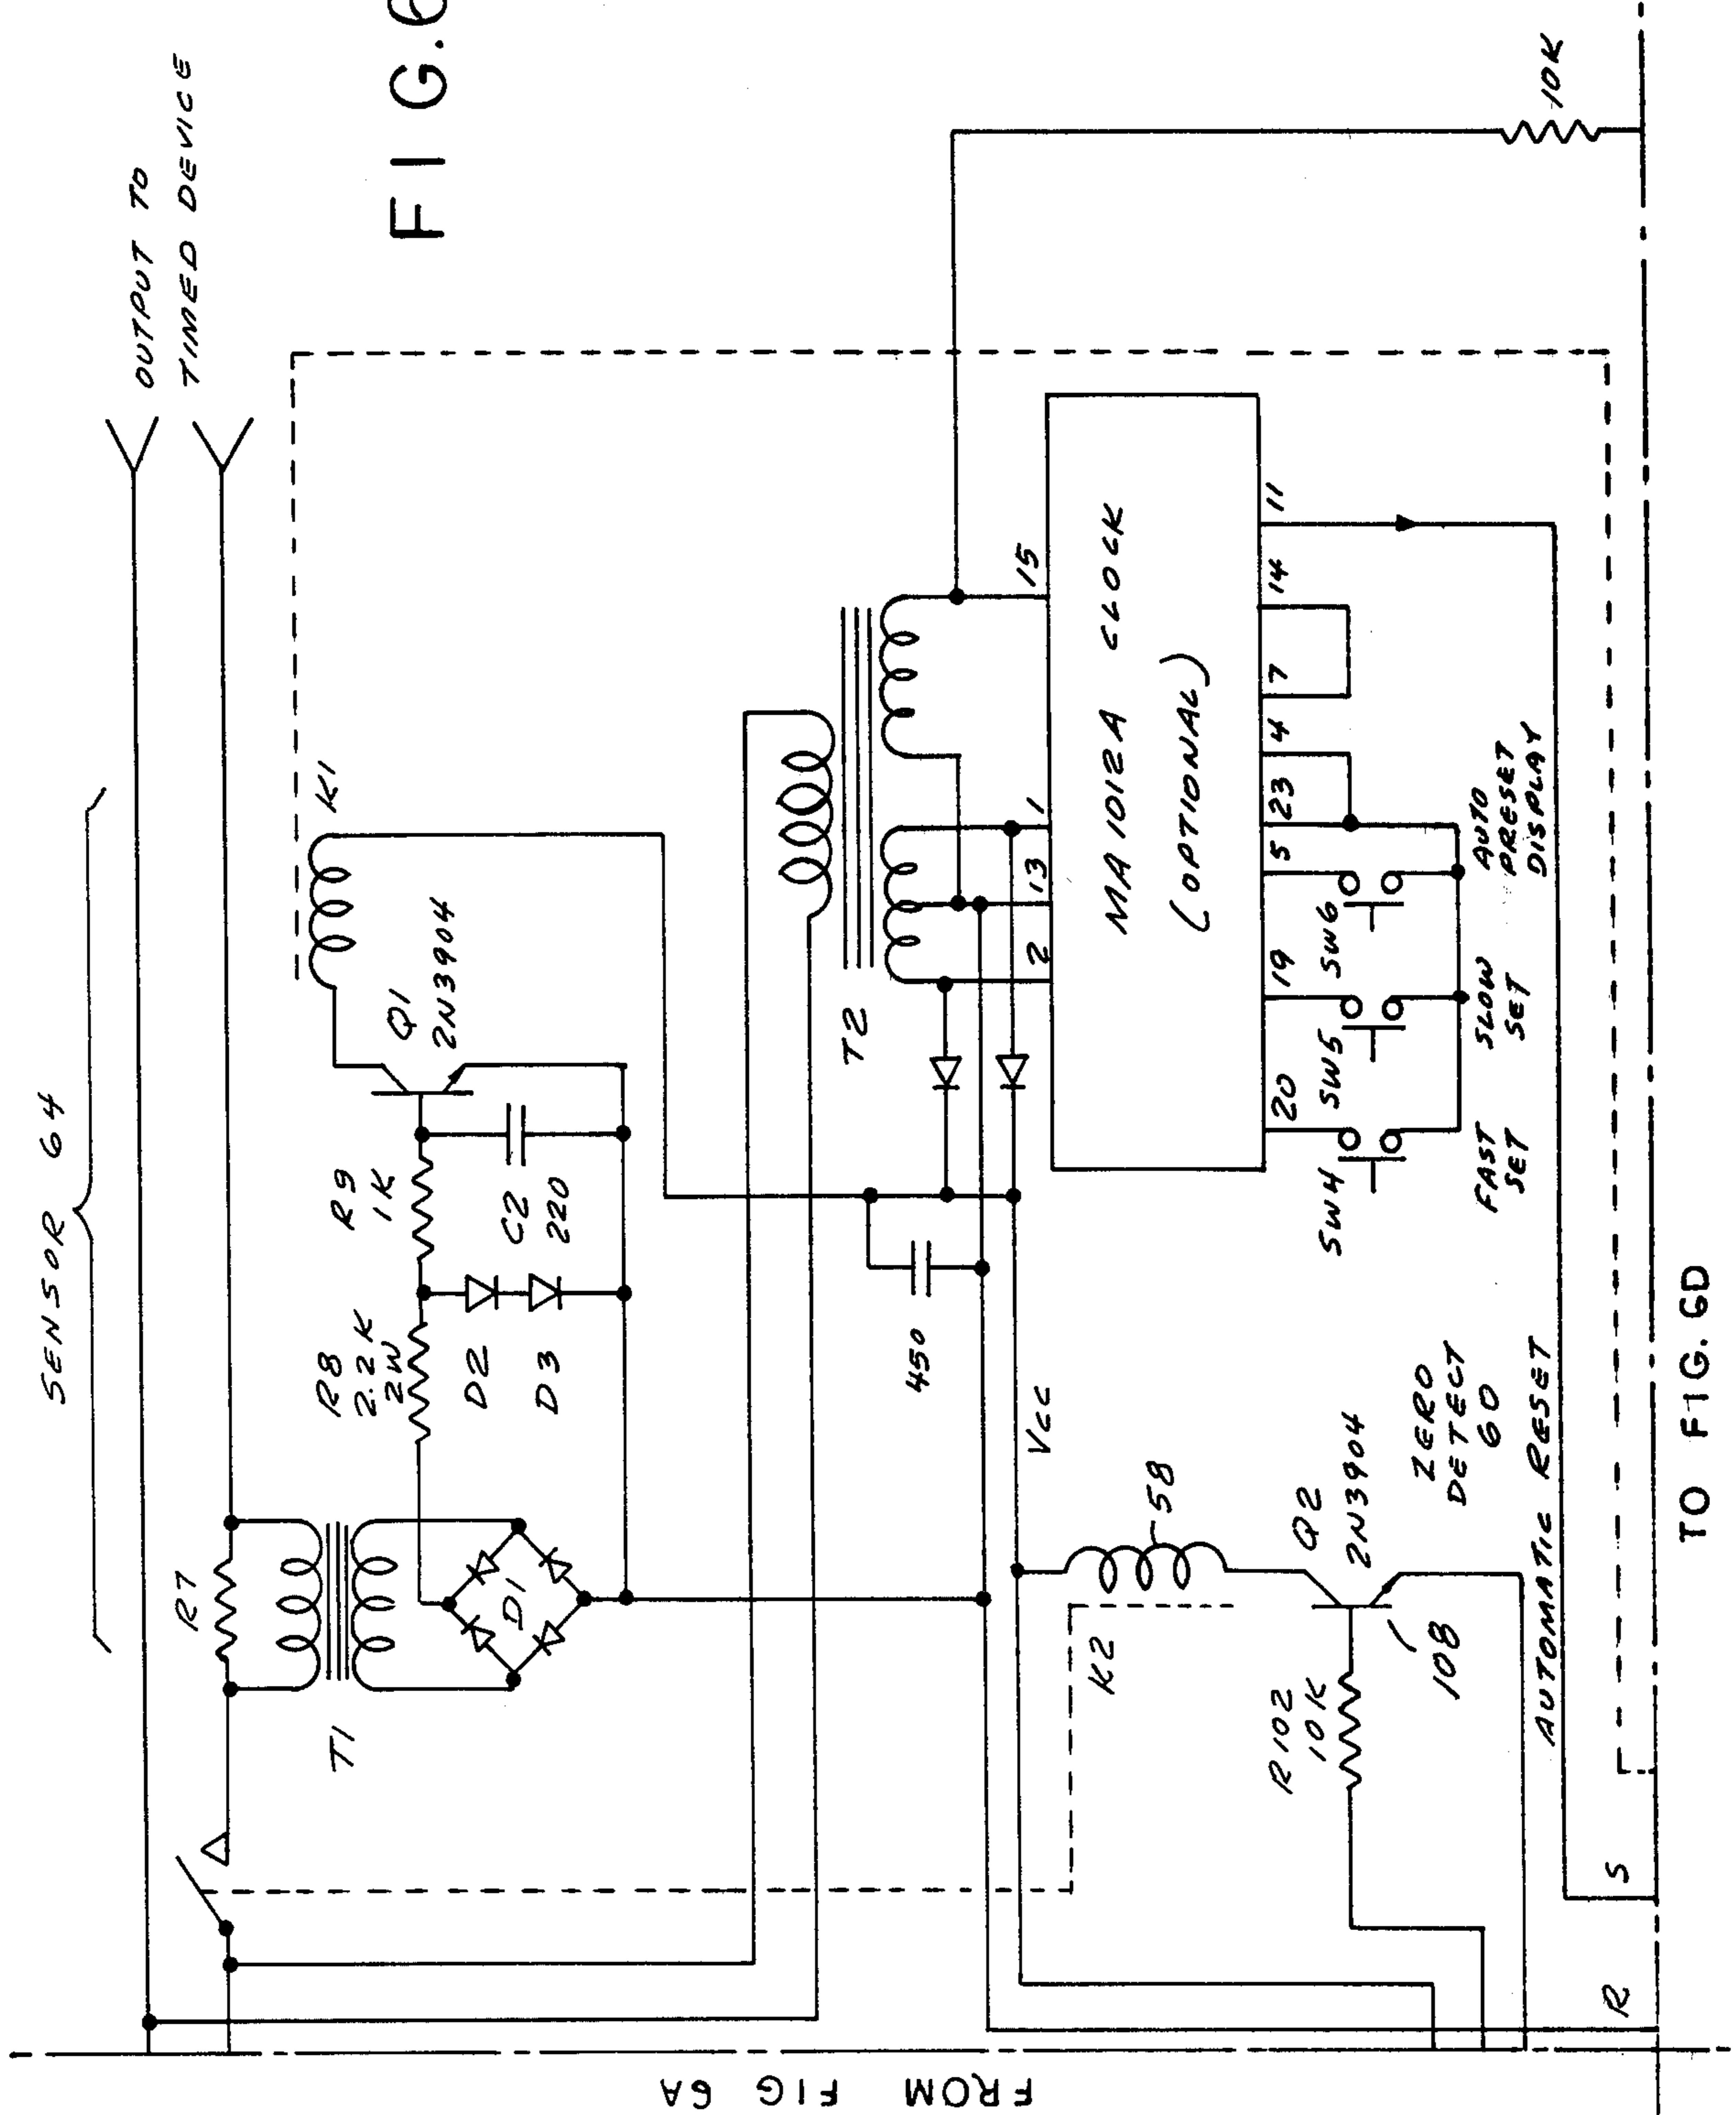 SENSOR 64
OUTPUT TO
TIMED DEVICE
FIG. 6
R7
T1
D1
R8
2.2K
2W
R9
1K
D2
D3
C2
220
Q1
2N3904
K1
T2
450
Vcc
2
13
1
15
MA1012A CLOCK
(OPTIONAL)
20
19
5
23
4
7
14
11
SW4
SW5
SW6
FAST
SET
SLOW
SET
AUTO
PRESET
DISPLAY
10K
K2
58
Q2
2N3904
R102
10K
108
ZERO
DETECT
60
AUTOMATIC RESET
R
S
FROM FIG 6A
TO FIG. 6D